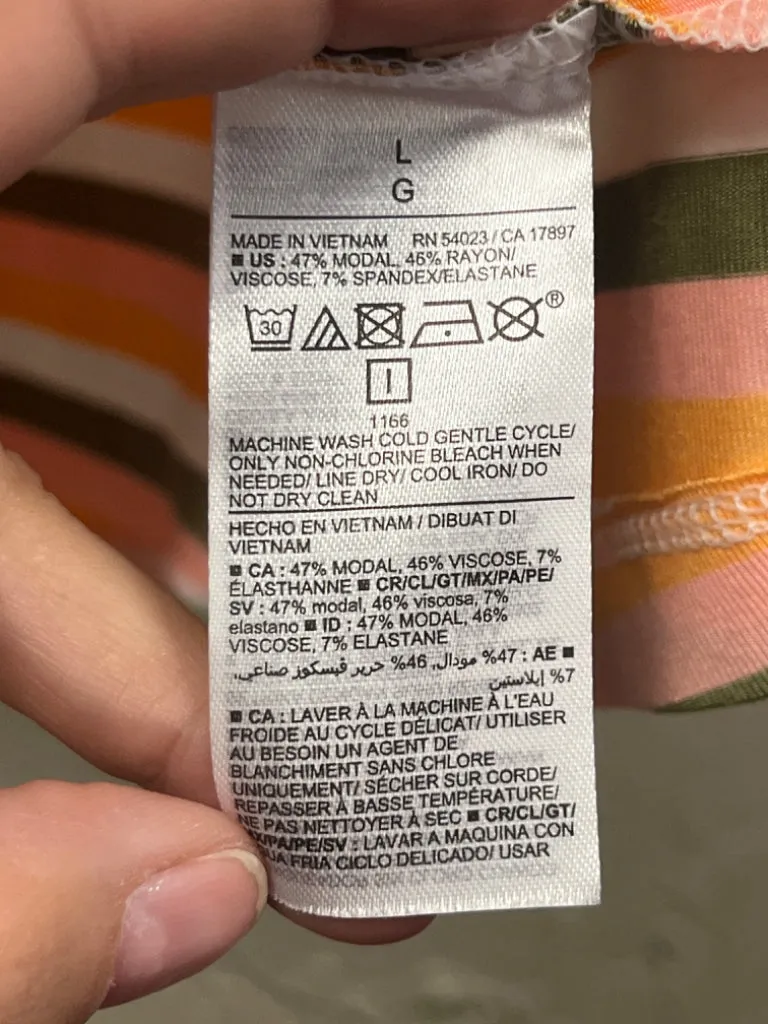 L
G
MADE IN VIETNAM RN 54023 / CA 17897
■ US : 47% MODAL, 46% RAYON/
VISCOSE, 7% SPANDEX/ELASTANE
30
®
I
1166
MACHINE WASH COLD GENTLE CYCLE/
ONLY NON-CHLORINE BLEACH WHEN
NEEDED/ LINE DRY/ COOL IRON/ DO
NOT DRY CLEAN
HECHO EN VIETNAM / DIBUAT DI
VIETNAM
■ CA : 47% MODAL, 46% VISCOSE, 7%
ÉLASTHANNE ■ CR/CL/GT/MX/PA/PE/
SV : 47% modal, 46% viscosa, 7%
elastano ■ ID : 47% MODAL, 46%
VISCOSE, 7% ELASTANE
■ AE : 47% مودال, 46% حرير فيسكوز صناعي,
7% إيلاستين
■ CA : LAVER À LA MACHINE À L'EAU
FROIDE AU CYCLE DÉLICAT/ UTILISER
AU BESOIN UN AGENT DE
BLANCHIMENT SANS CHLORE
UNIQUEMENT/ SÉCHER SUR CORDE/
REPASSER À BASSE TEMPÉRATURE/
NE PAS NETTOYER À SEC ■ CR/CL/GT/
MX/PA/PE/SV : LAVAR A MAQUINA CON
FRIA CICLO DELICADO/ USAR